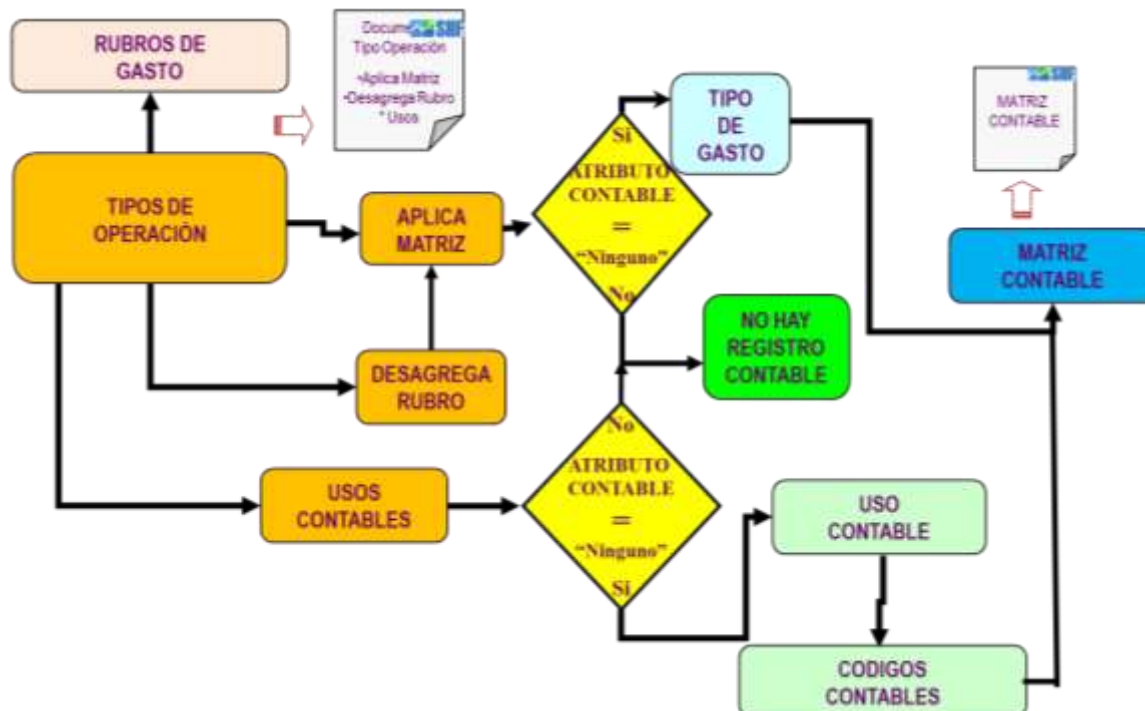 RUBROS DE
GASTO
Docum
Tipo Operación
•Aplica Matriz
•Desagrega Rubro
* Usos
TIPOS DE
OPERACIÓN
APLICA
MATRIZ
DESAGREGA
RUBRO
USOS
CONTABLES
Si
ATRIBUTO
CONTABLE
=
“Ninguno”
No
TIPO
DE
GASTO
NO HAY
REGISTRO
CONTABLE
No
ATRIBUTO
CONTABLE
=
“Ninguno”
Si
USO
CONTABLE
CODIGOS
CONTABLES
MATRIZ
CONTABLE
MATRIZ
CONTABLE